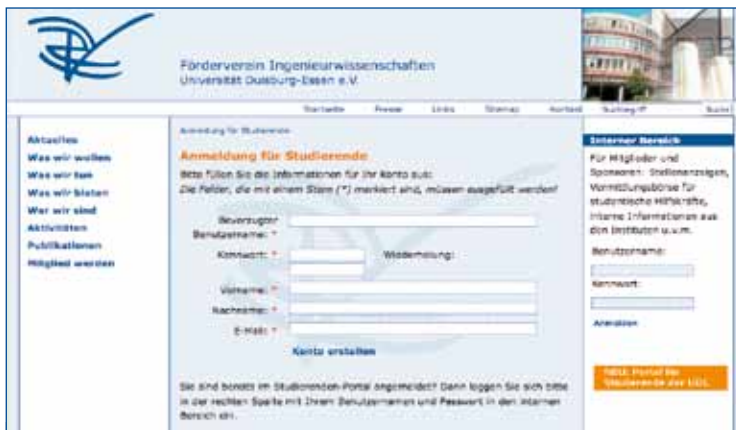 Förderverein Ingenieurwissenschaften
Universität Duisburg-Essen e.V.
Startseite Presse Links Sitemap Kontakt
Anmeldung für Studierende
Aktuelles
Was wir wollen
Was wir tun
Was wir bieten
Wer wir sind
Aktivitäten
Publikationen
Mitglied werden
Anmeldung für Studierende
Bitte füllen Sie die Informationen für Ihr Konto aus:
Die Felder, die mit einem Stern (*) markiert sind, müssen ausgefüllt werden!
Bevorzugter
Benutzername: *
Kennwort: * Wiederholung:
Vorname: *
Nachname: *
E-Mail: *
Konto erstellen
Sie sind bereits im Studierenden-Portal angemeldet? Dann loggen Sie sich bitte
in der rechten Spalte mit Ihrem Benutzernamen und Passwort in den internen
Bereich ein.
Interner Bereich
Für Mitglieder und
Sponsoren: Stellenanzeigen,
Vermittlungsbörse für
studentische Hilfskräfte,
interne Informationen aus
den Instituten u.v.m.
Benutzername:
Kennwort:
Anmelden
NEU: Portal für
Studierende der UDE